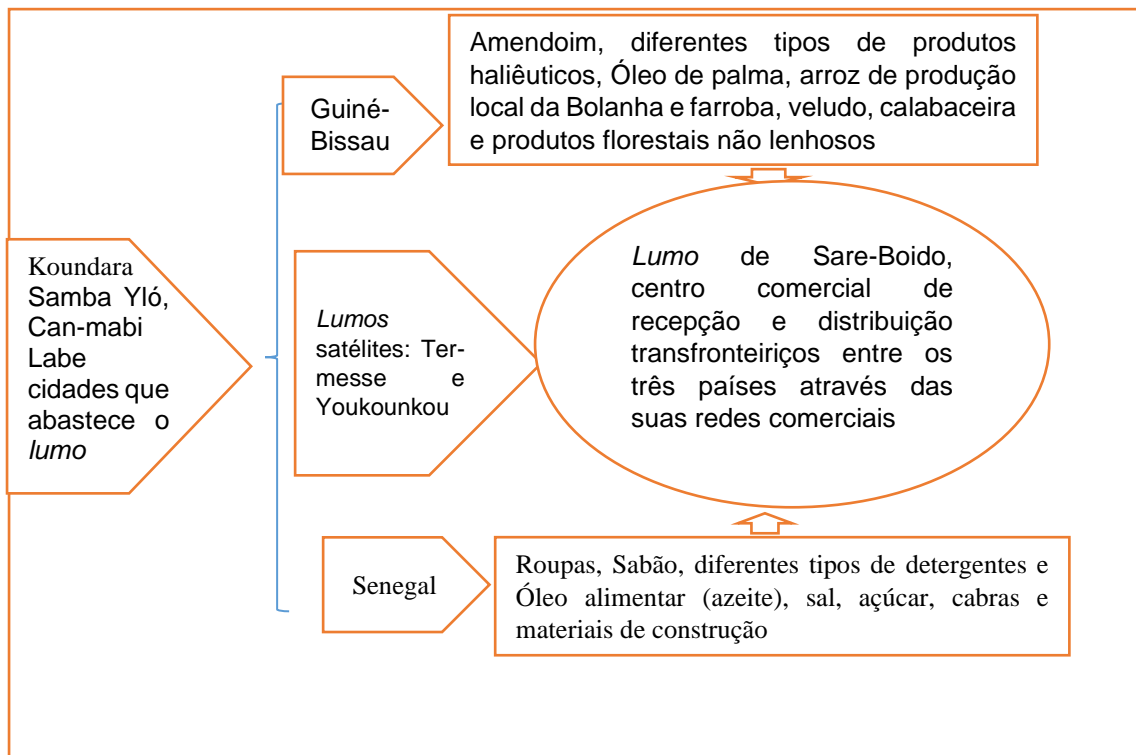 Koundara
Samba Yló,
Can-mabi
Labe
cidades que
abastece o
lumo
Guiné-
Bissau
Amendoim, diferentes tipos de produtos
haliêuticos, Óleo de palma, arroz de produção
local da Bolanha e farroba, veludo, calabaceira
e produtos florestais não lenhosos
Lumos
satélites: Ter-
messe e
Youkounkou
Lumo de Sare-Boido,
centro comercial de
recepção e distribuição
transfronteiriços entre os
três países através das
suas redes comerciais
Senegal
Roupas, Sabão, diferentes tipos de detergentes e
Óleo alimentar (azeite), sal, açúcar, cabras e
materiais de construção